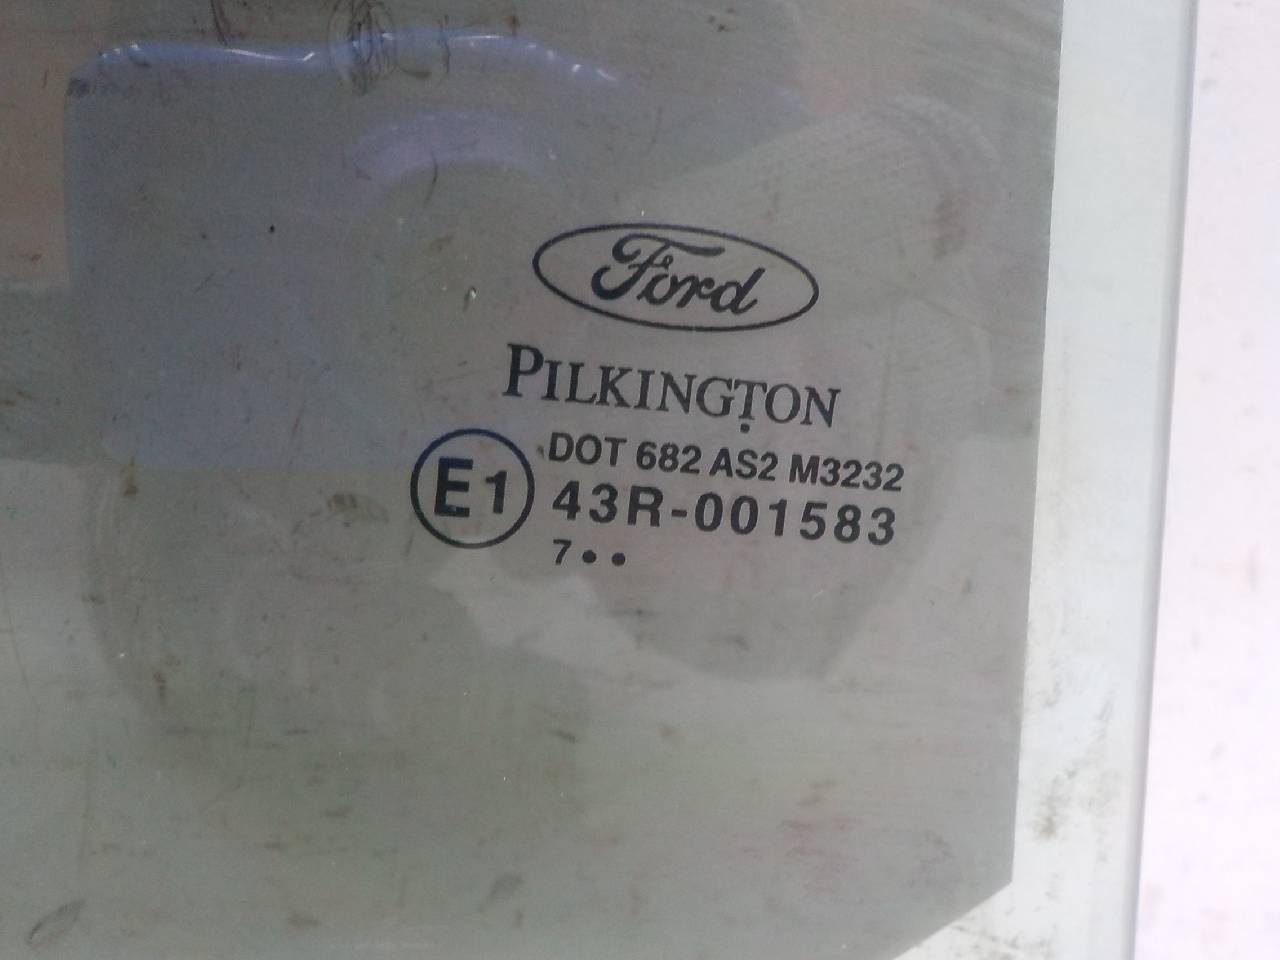 Ford
PILKINGTON
DOT 682 AS2 M3232
E1 43R-001583
7••